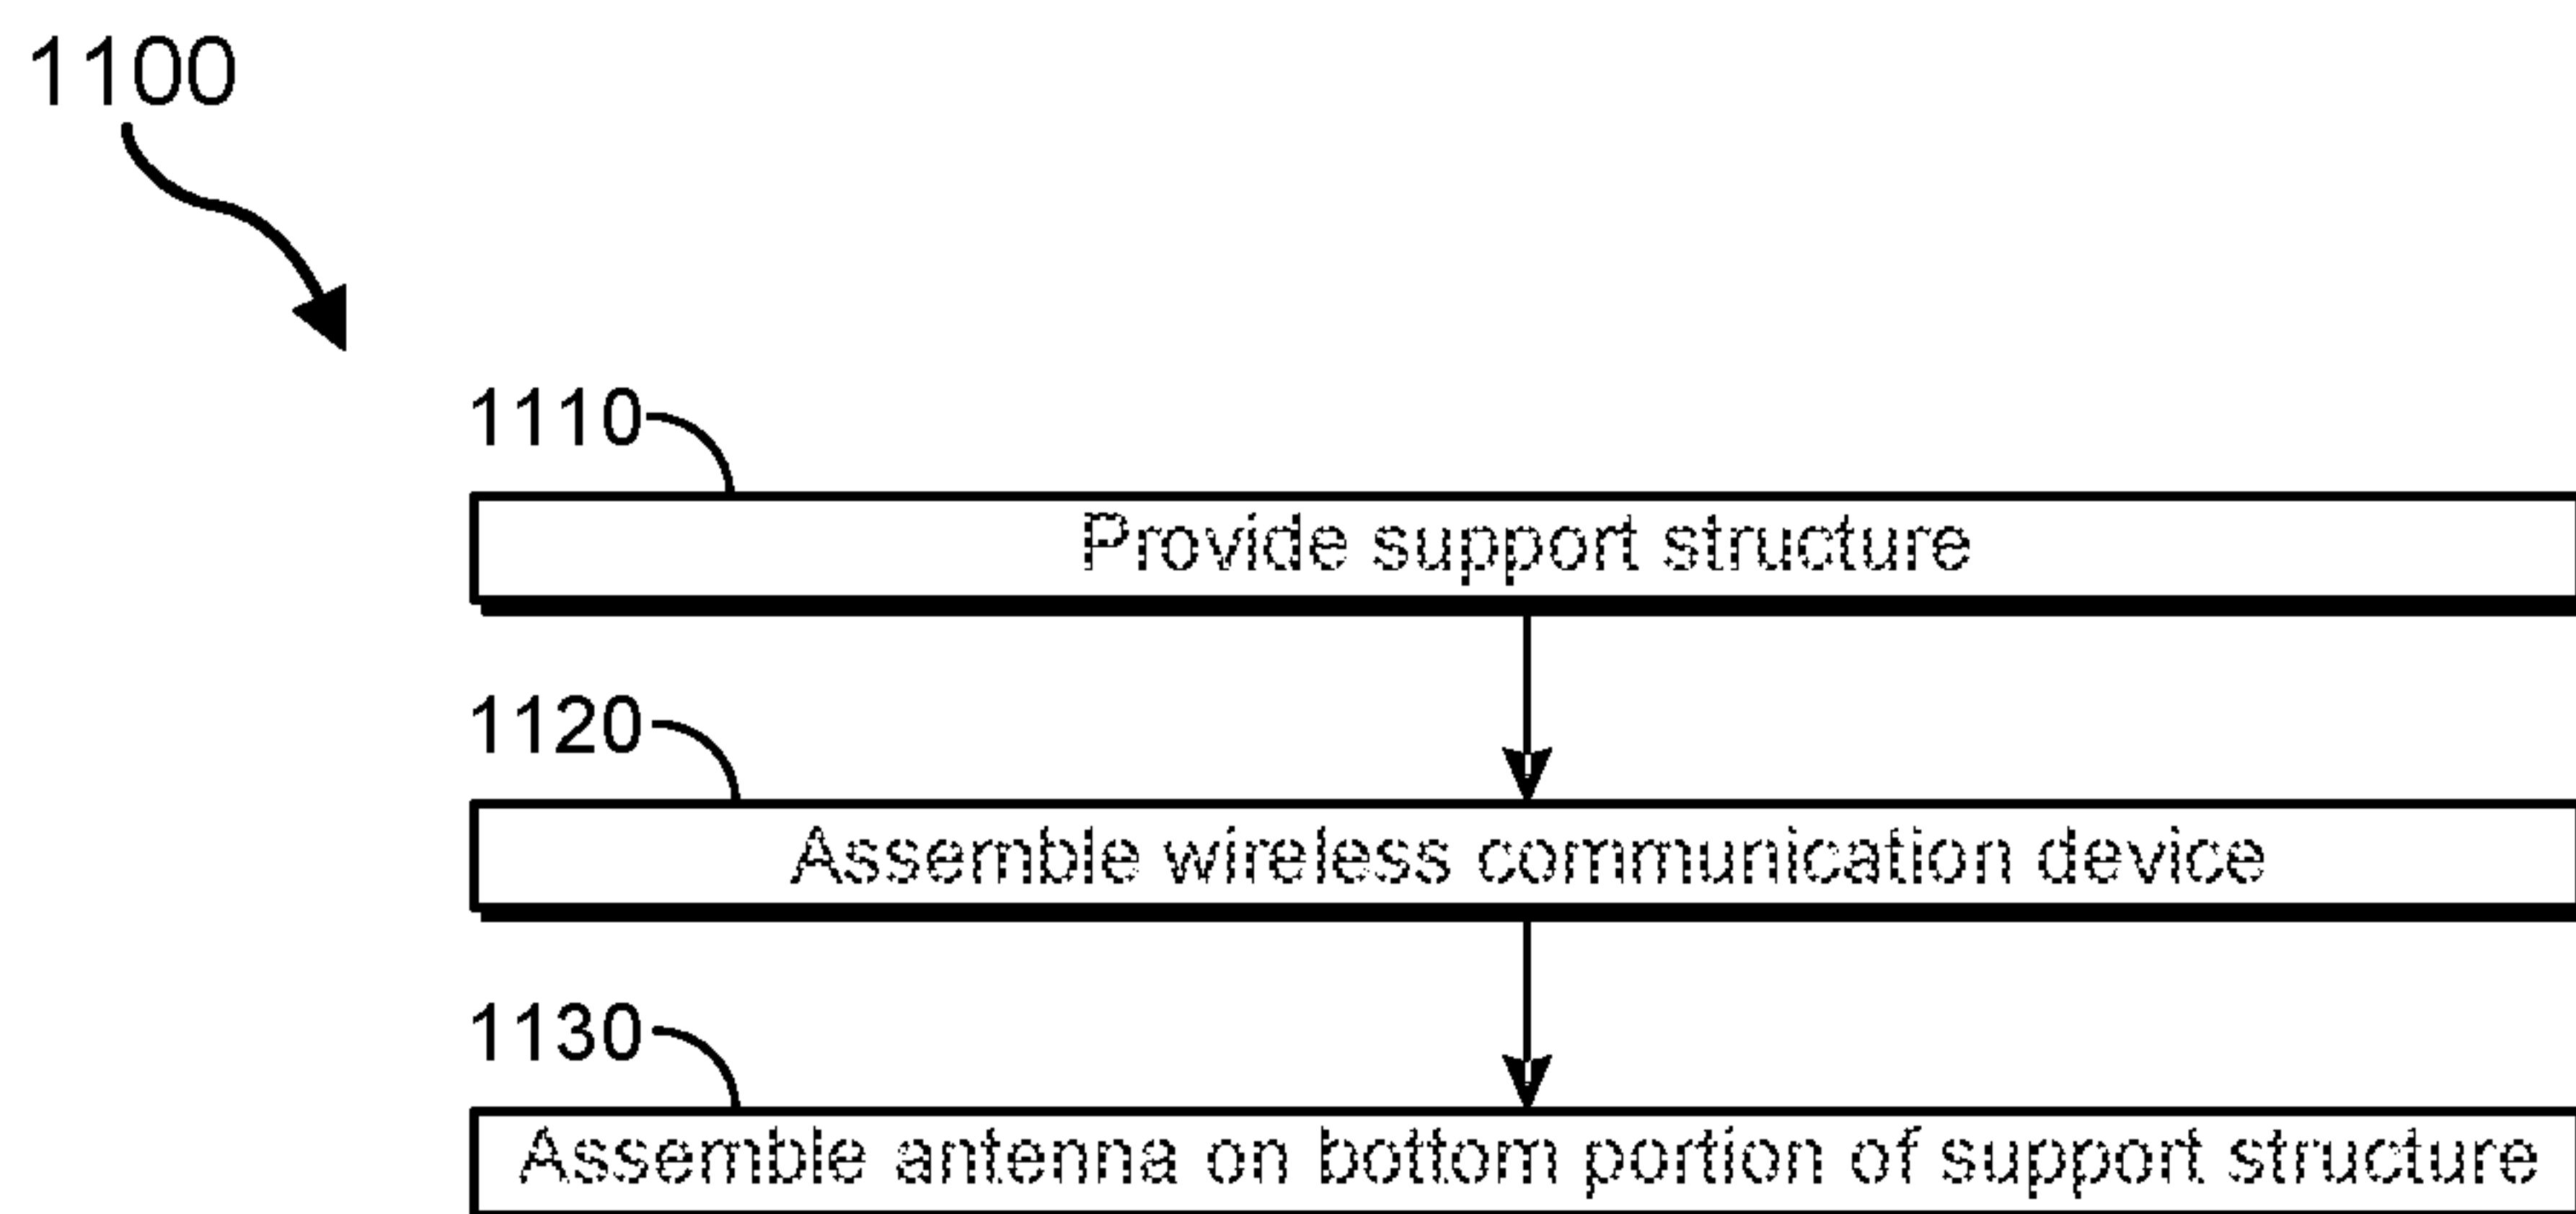 1100
1110
Provide support structure
1120
Assemble wireless communication device
1130
Assemble antenna on bottom portion of support structure